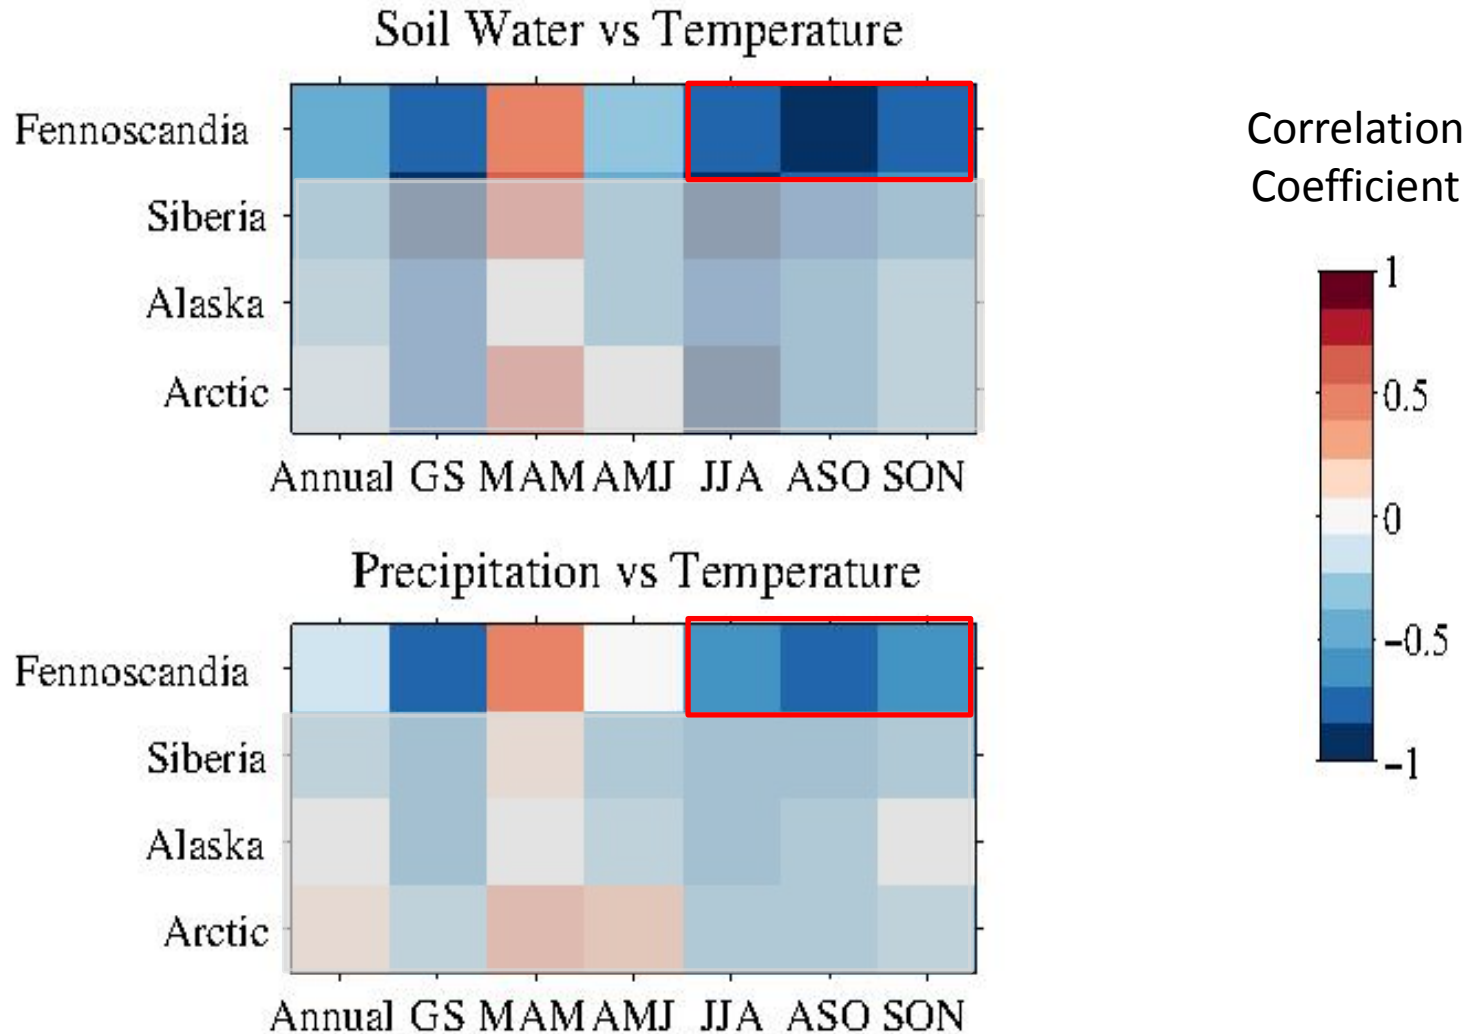 Soil Water vs Temperature
Fennoscandia
Siberia
Alaska
Arctic
Annual GS MAM AMJ JJA ASO SON
Precipitation vs Temperature
Fennoscandia
Siberia
Alaska
Arctic
Annual GS MAM AMJ JJA ASO SON
Correlation
Coefficient
1
0.5
0
−0.5
−1